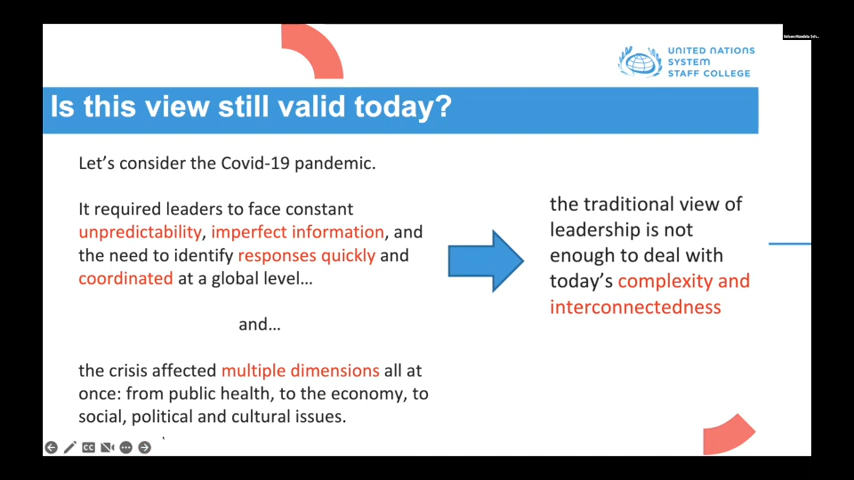 UNITED NATIONS
SYSTEM
STAFF COLLEGE
Is this view still valid today?
Let's consider the Covid-19 pandemic.
It required leaders to face constant
unpredictability, imperfect information, and
the need to identify responses quickly and
coordinated at a global level...
and...
the crisis affected multiple dimensions all at
once: from public health, to the economy, to
social, political and cultural issues.
the traditional view of
leadership is not
enough to deal with
today's complexity and
interconnectedness
CC